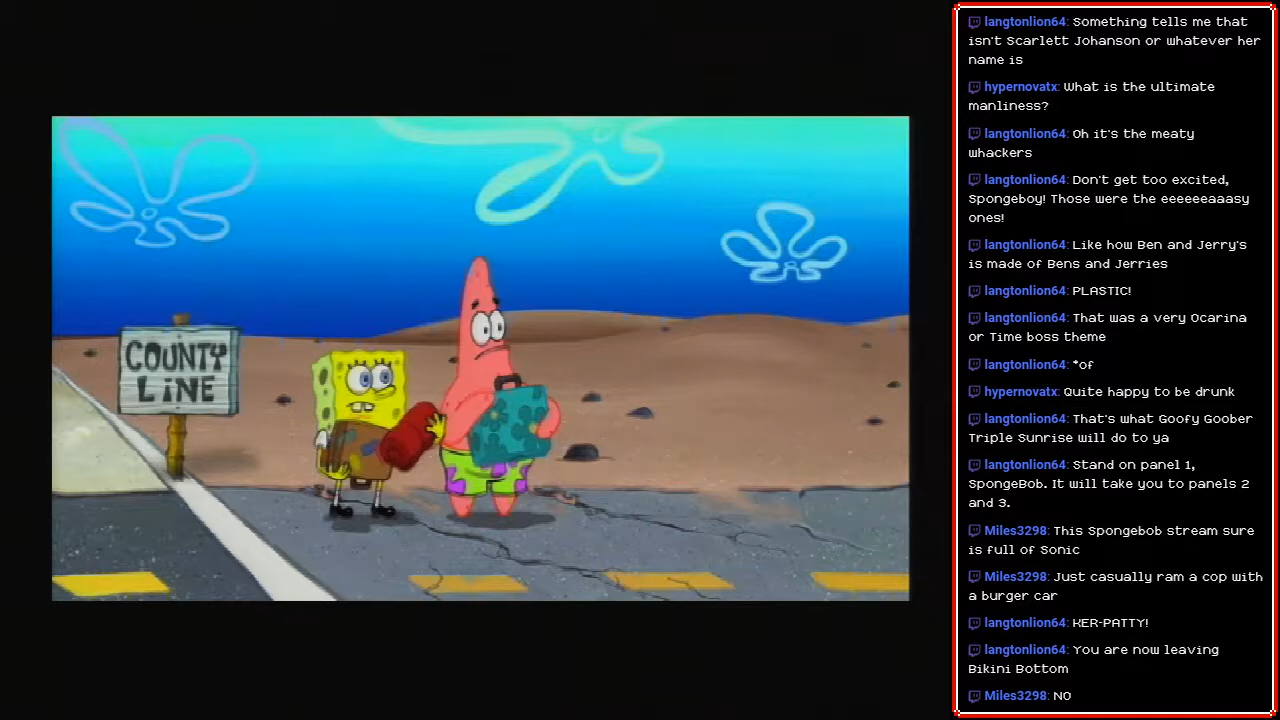 COUNTY
LINE
langtonlion64: Something tells me that
isn't Scarlett Johanson or whatever her
name is
hypernovatx: What is the ultimate
manliness?
langtonlion64: Oh it's the meaty
whackers
langtonlion64: Don't get too excited,
Spongeboy! Those were the eeeeeeaaasy
ones!
langtonlion64: Like how Ben and Jerry's
is made of Bens and Jerries
langtonlion64: PLASTIC!
langtonlion64: That was a very Ocarina
or Time boss theme
langtonlion64: *of
hypernovatx: Quite happy to be drunk
langtonlion64: That's what Goofy Goober
Triple Sunrise will do to ya
langtonlion64: Stand on panel 1,
SpongeBob. It will take you to panels 2
and 3.
Miles3298: This Spongebob stream sure
is full of Sonic
Miles3298: Just casually ram a cop with
a burger car
langtonlion64: KER-PATTY!
langtonlion64: You are now leaving
Bikini Bottom
Miles3298: NO